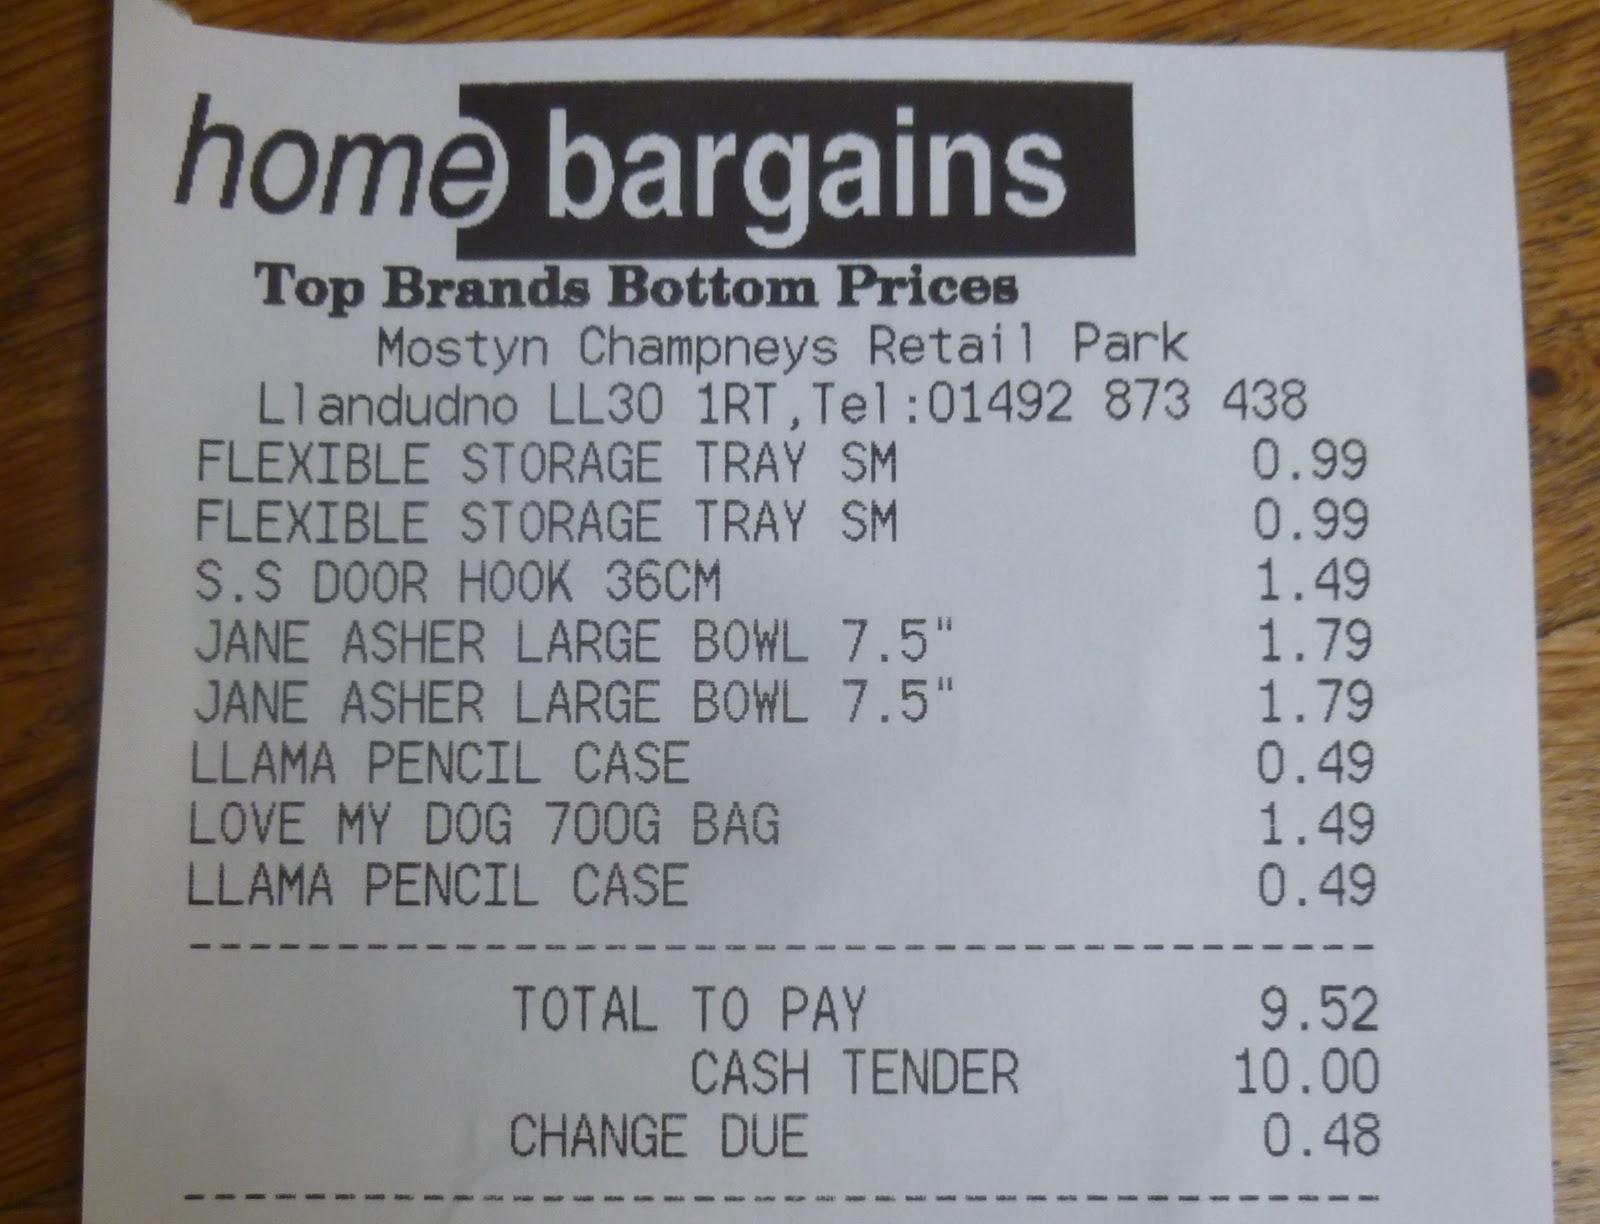 home bargains
Top Brands Bottom Prices
Mostyn Champneys Retail Park
Llandudno LL30 1RT,Tel:01492 873 438
FLEXIBLE STORAGE TRAY SM 0.99
FLEXIBLE STORAGE TRAY SM 0.99
S.S DOOR HOOK 36CM 1.49
JANE ASHER LARGE BOWL 7.5" 1.79
JANE ASHER LARGE BOWL 7.5" 1.79
LLAMA PENCIL CASE 0.49
LOVE MY DOG 700G BAG 1.49
LLAMA PENCIL CASE 0.49
-----------------------------------------
TOTAL TO PAY 9.52
CASH TENDER 10.00
CHANGE DUE 0.48
-----------------------------------------